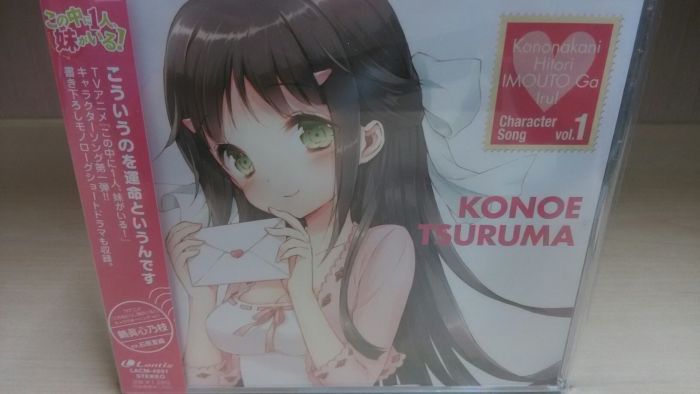 この中に1人、
妹がいる!
こういうのを運命というんです
TVアニメ「この中に1人、妹がいる!」
キャラクターソング第一弾!!
書き下ろしモノローグショートドラマも収録。
鶴真心乃枝
Lantis
LACM-4951
STEREO
Kononakani
Hitori
IMOUTO Ga
Iru!
Character
Song vol.1
KONOE
TSURUMA